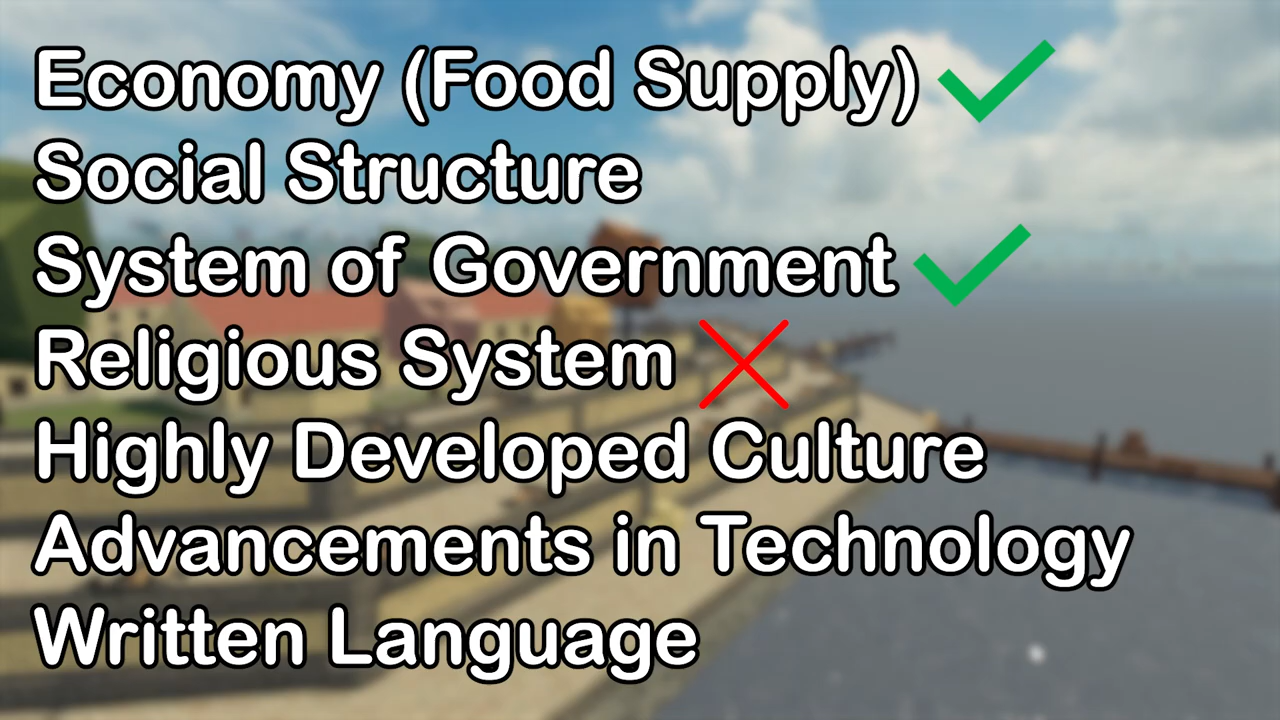 Economy (Food Supply)
Social Structure
System of Government
Religious System
Highly Developed Culture
Advancements in Technology
Written Language